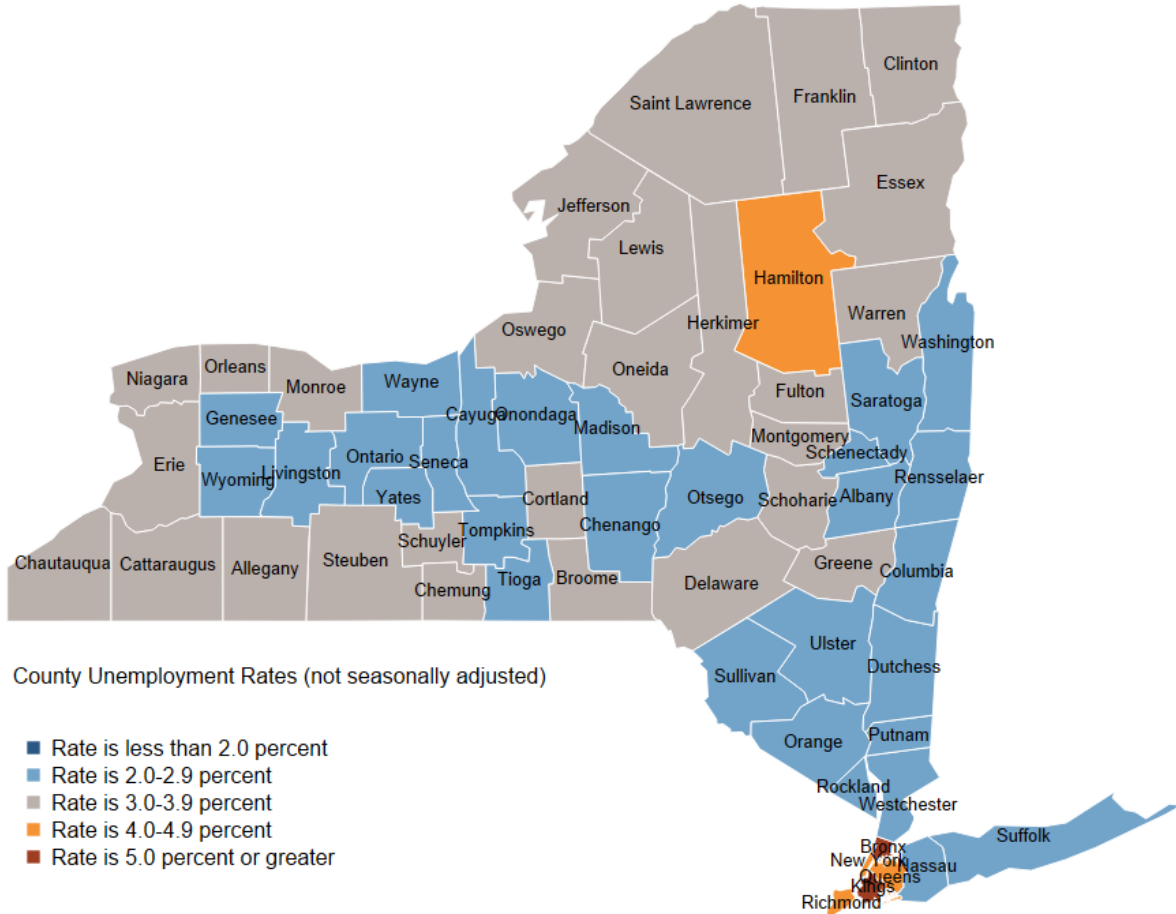 Clinton
Saint Lawrence
Franklin
Essex
Jefferson
Lewis
Hamilton
Warren
Herkimer
Oswego
Washington
Oneida
Orleans
Niagara
Monroe
Wayne
Fulton
Saratoga
Genesee
Cayuga
Onondaga
Madison
Montgomery
Schenectady
Erie
Ontario
Seneca
Livingston
Wyoming
Rensselaer
Yates
Cortland
Otsego
Schoharie
Albany
Chenango
Tompkins
Schuyler
Chautauqua
Cattaraugus
Allegany
Steuben
Greene
Columbia
Tioga
Broome
Delaware
Chemung
Ulster
Dutchess
Sullivan
County Unemployment Rates (not seasonally adjusted)
Putnam
Orange
Rate is less than 2.0 percent
Rate is 2.0-2.9 percent
Rate is 3.0-3.9 percent
Rate is 4.0-4.9 percent
Rate is 5.0 percent or greater
Rockland
Westchester
Suffolk
Bronx
New York
Nassau
Queens
Kings
Richmond